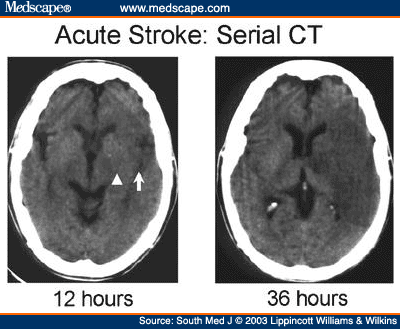 Medscape® www.medscape.com
Acute Stroke: Serial CT
12 hours 36 hours
Source: South Med J © 2003 Lippincott Williams & Wilkins